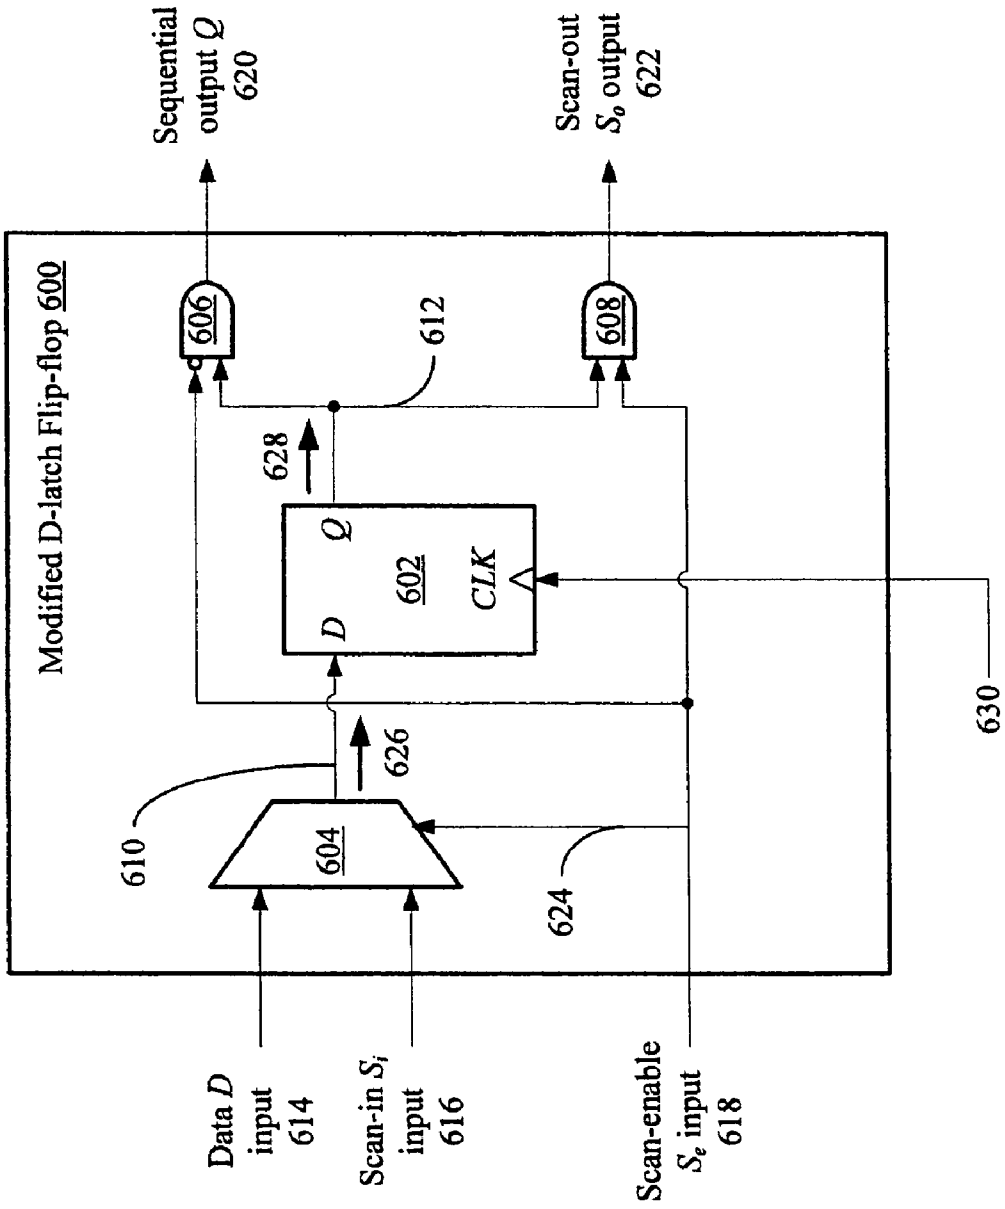 Modified D-latch Flip-flop 600
Data D
input
614
Scan-in Si
input
616
Scan-enable
Se input
618
610
604
626
624
D
Q
602
CLK
628
612
606
608
Sequential
output Q
620
Scan-out
So output
622
630